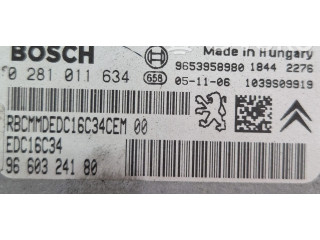 BOSCH
Made in Hungary
9653958980 1844 2276
0 281 011 634
658
05-11-06 1039S09919
RBCMMDEDC16C34CEM 00
EDC16C34
96 603 241 80